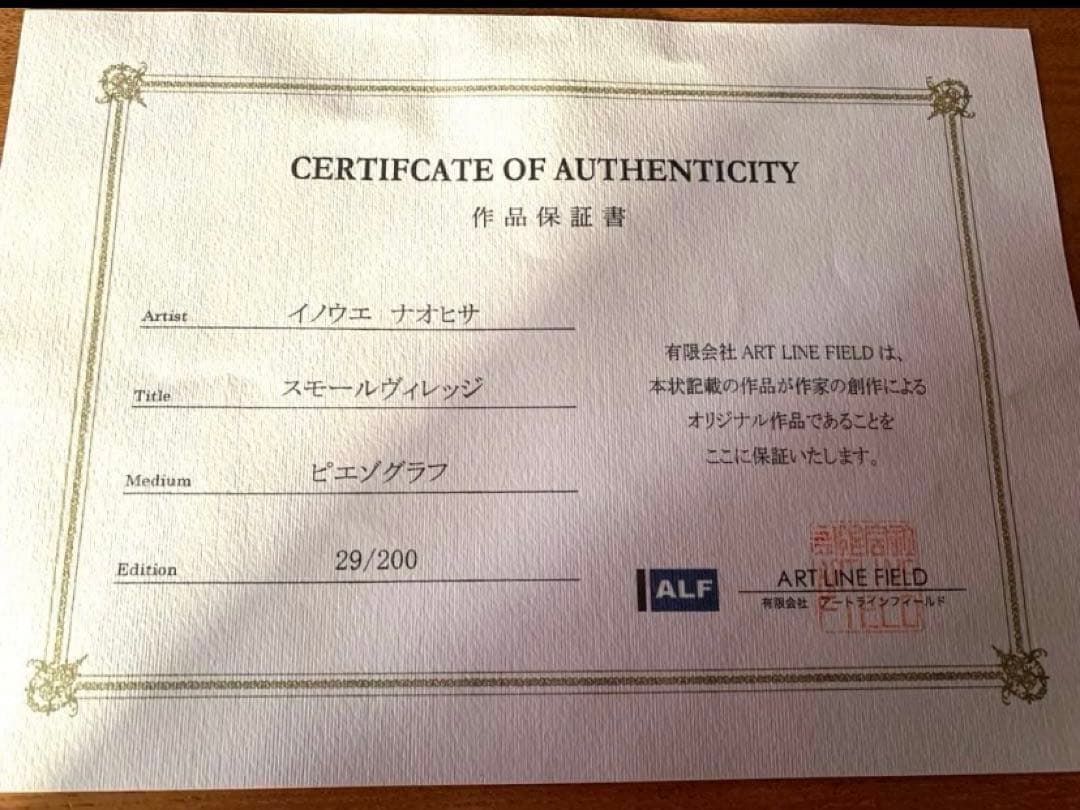 CERTIFCATE OF AUTHENTICITY
作品保証書
Artist イノウエ ナオヒサ
Title スモールヴィレッジ
Medium ピエゾグラフ
Edition 29/200
有限会社 ART LINE FIELD は、
本状記載の作品が作家の創作による
オリジナル作品であることを
ここに保証いたします。
ALF
ART LINE FIELD
有限会社 アートラインフィールド